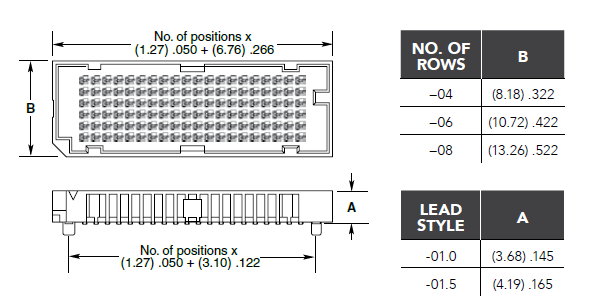 No. of positions x
(1.27) .050 + (6.76) .266
B
A
No. of positions x
(1.27) .050 + (3.10) .122
NO. OF ROWS B
–04 (8.18) .322
–06 (10.72) .422
–08 (13.26) .522
LEAD STYLE A
-01.0 (3.68) .145
-01.5 (4.19) .165